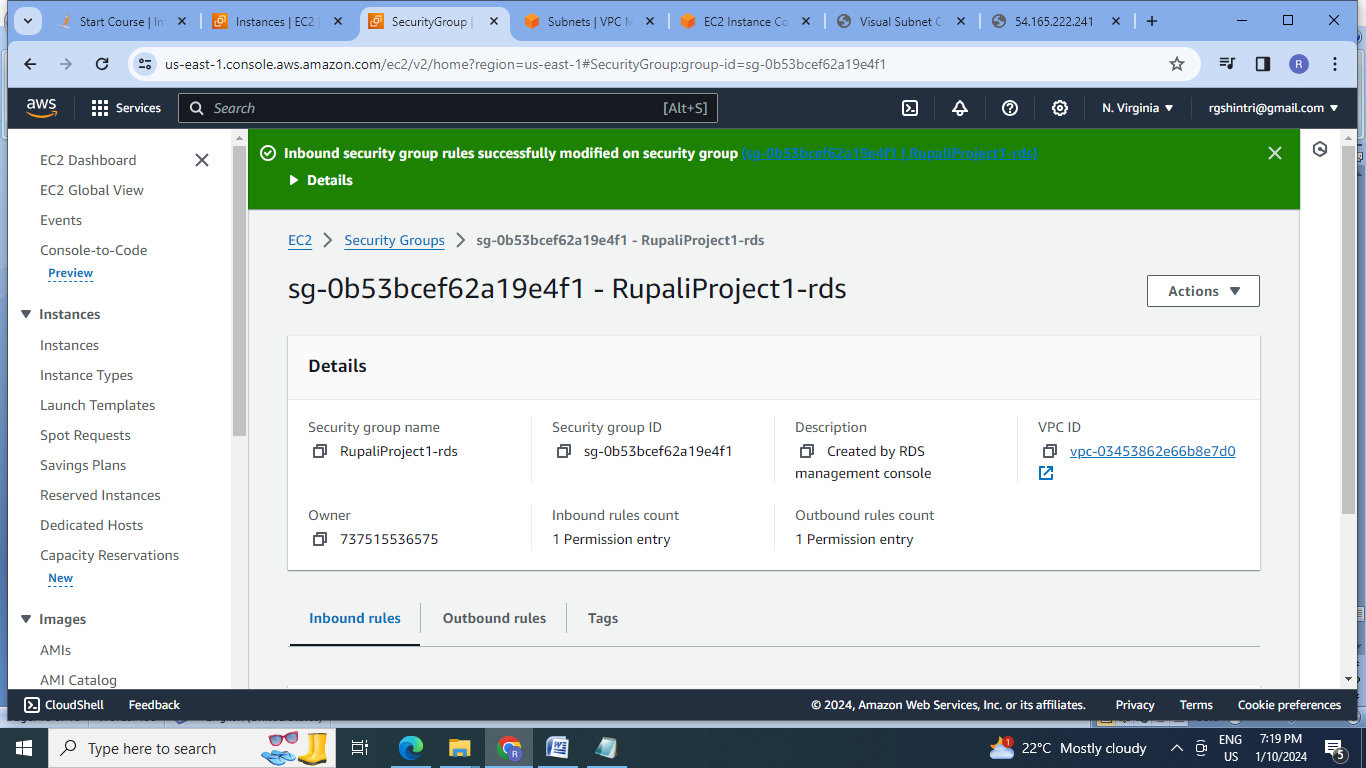 Start Course | In
Instances | EC2 |
SecurityGroup |
Subnets | VPC M
EC2 Instance Co
Visual Subnet C
54.165.222.241
us-east-1.console.aws.amazon.com/ec2/v2/home?region=us-east-1#SecurityGroup:group-id=sg-0b53bcef62a19e4f1
R
aws
Services
Search
[Alt+S]
N. Virginia
rgshintri@gmail.com
EC2 Dashboard
EC2 Global View
Events
Console-to-Code
Preview
Instances
Instances
Instance Types
Launch Templates
Spot Requests
Savings Plans
Reserved Instances
Dedicated Hosts
Capacity Reservations
New
Images
AMIs
AMI Catalog
Inbound security group rules successfully modified on security group (sg-0b53bcef62a19e4f1 | RupaliProject1-rds)
Details
EC2 > Security Groups > sg-0b53bcef62a19e4f1 - RupaliProject1-rds
sg-0b53bcef62a19e4f1 - RupaliProject1-rds
Actions
Details
Security group name
RupaliProject1-rds
Security group ID
sg-0b53bcef62a19e4f1
Description
Created by RDS
management console
VPC ID
vpc-03453862e66b8e7d0
Owner
737515536575
Inbound rules count
1 Permission entry
Outbound rules count
1 Permission entry
Inbound rules
Outbound rules
Tags
CloudShell
Feedback
© 2024, Amazon Web Services, Inc. or its affiliates.
Privacy
Terms
Cookie preferences
Type here to search
R
1
22°C Mostly cloudy
ENG
US
7:19 PM
1/10/2024
5